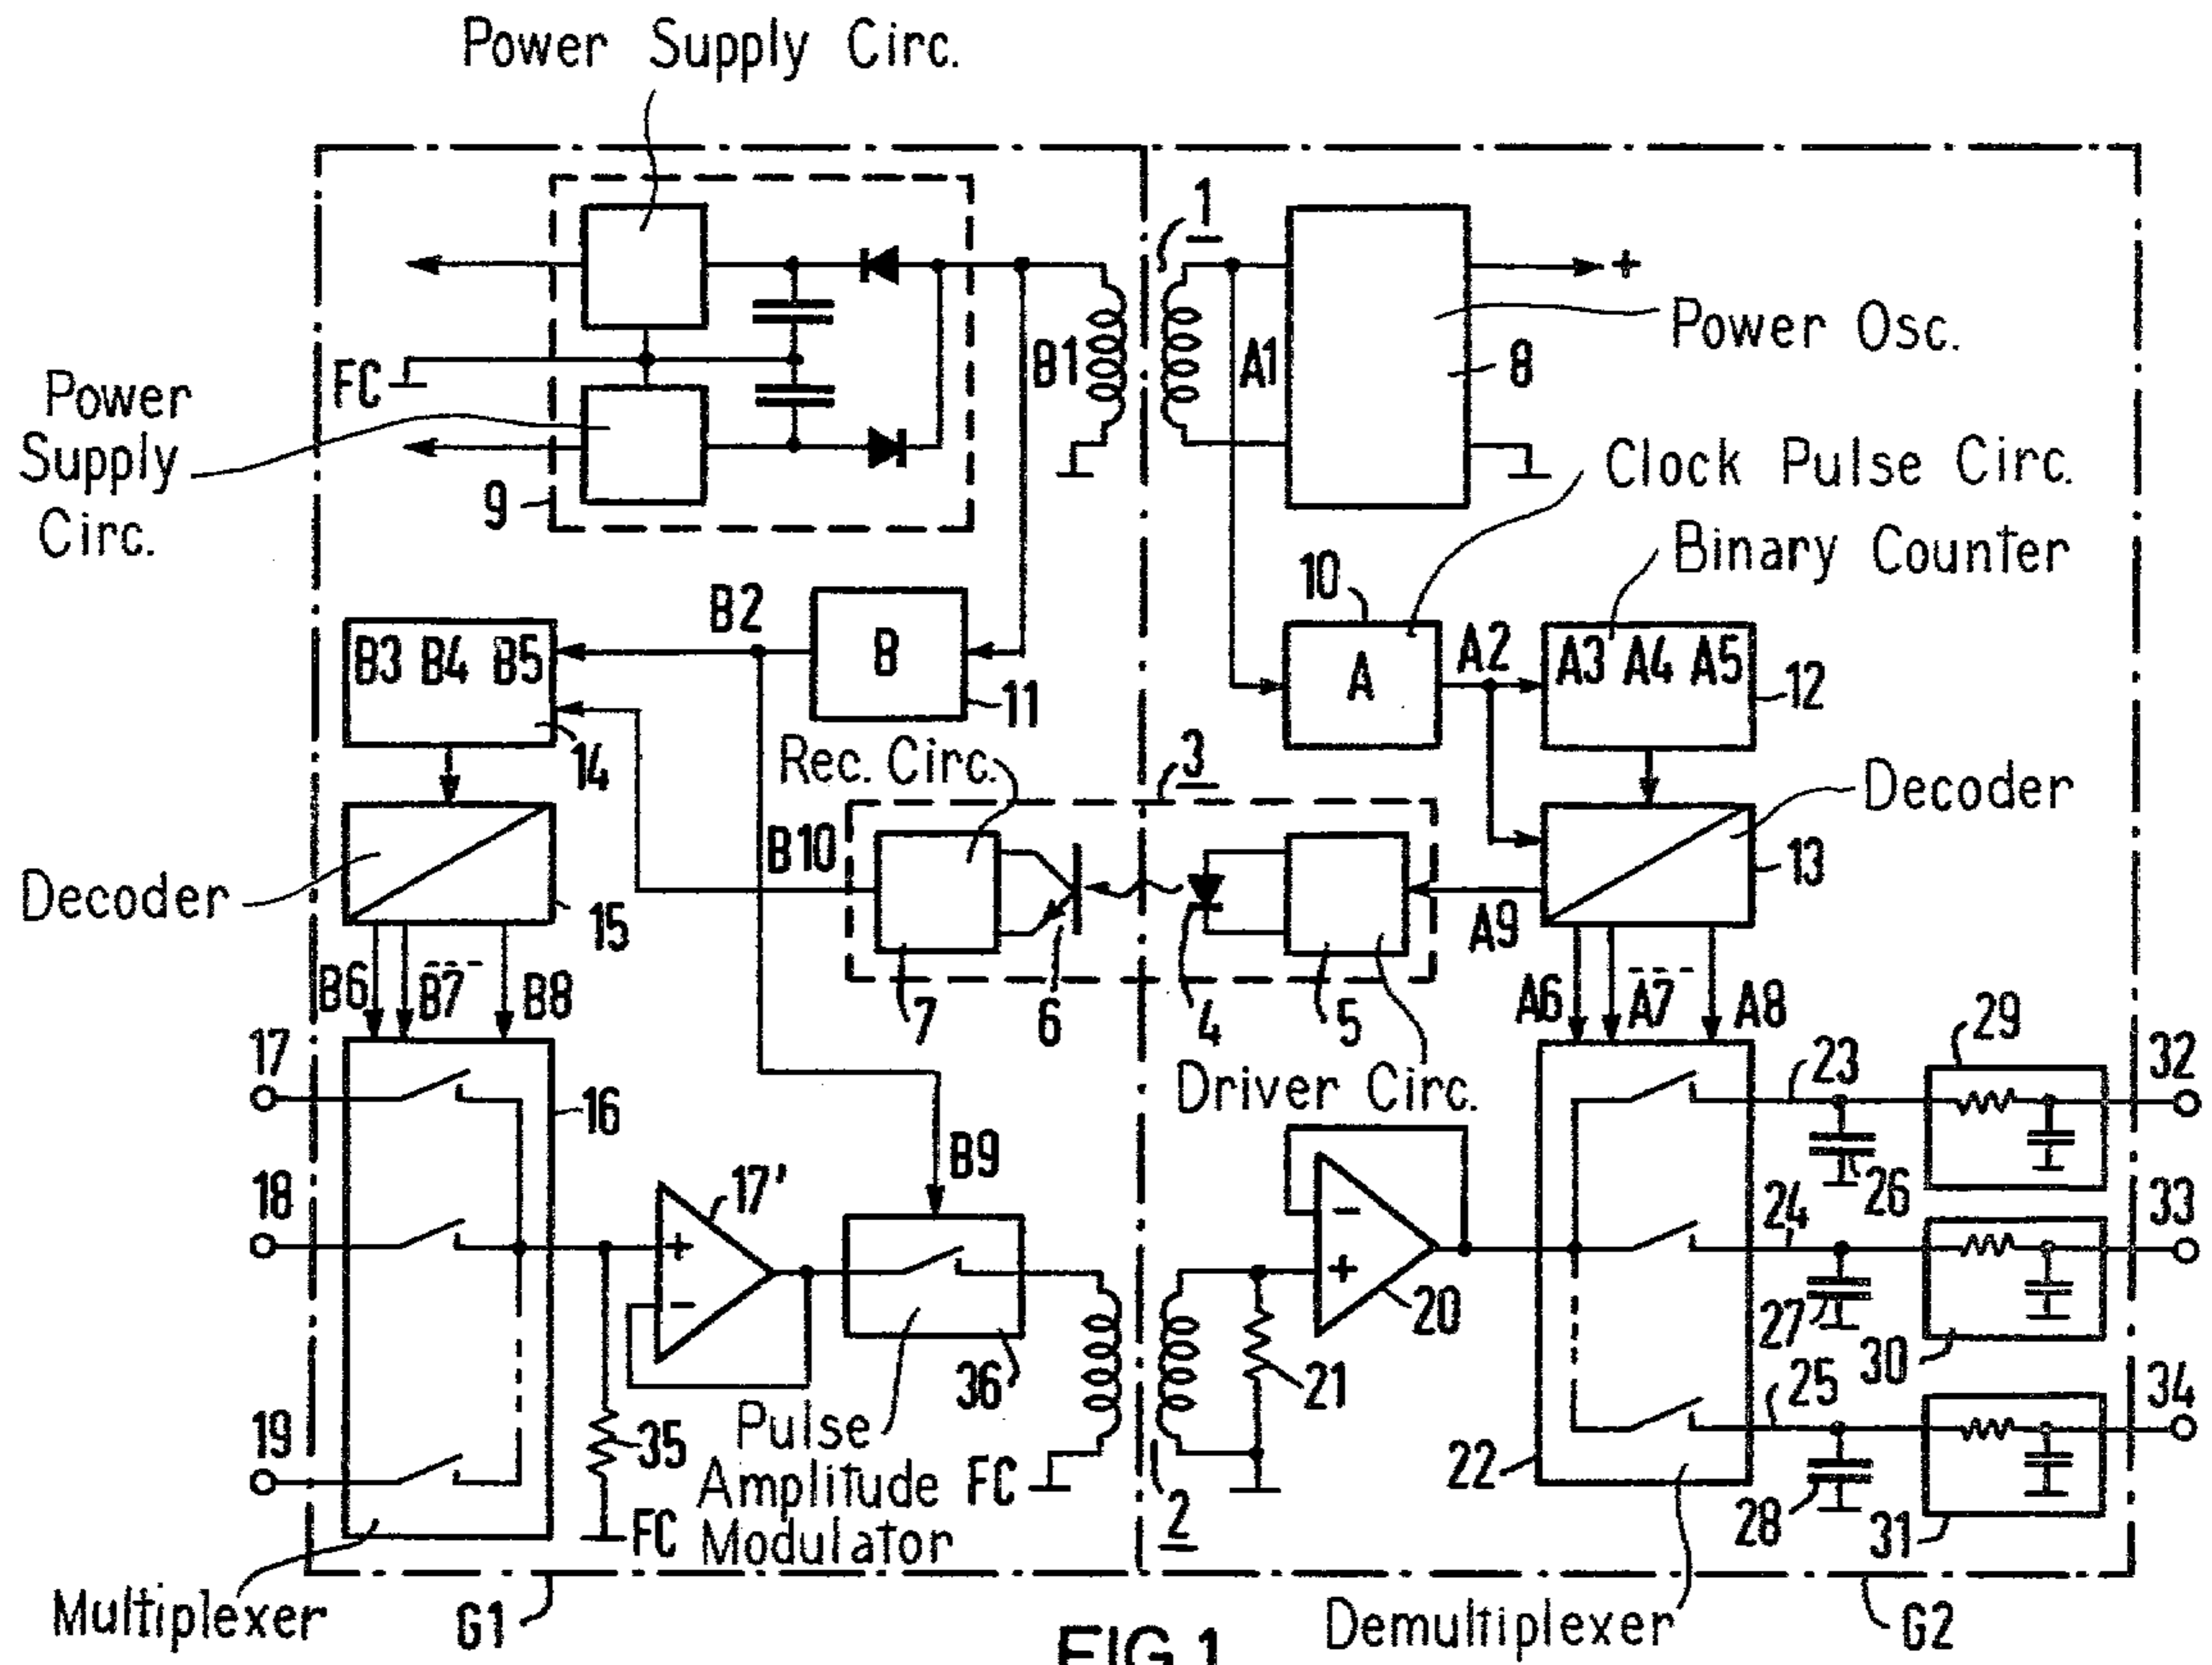 Power Supply Circ.
1
+
Power Osc.
8
A1
B1
FC
Power
Supply
Circ.
9
Clock Pulse Circ.
Binary Counter
10
A
A2
A3 A4 A5
12
B2
B
11
B3 B4 B5
14
Rec. Circ.
3
Decoder
13
B10
Decoder
15
A9
7
6
4
5
B6
B7
B8
A6
A7
A8
Driver Circ.
17
18
19
16
B9
17'
+
-
36
35
FC
Pulse
Amplitude
Modulator
FC
2
-
+
20
21
22
23
24
25
26
27
28
29
30
31
32
33
34
Multiplexer
G1
Demultiplexer
G2
FIG 1